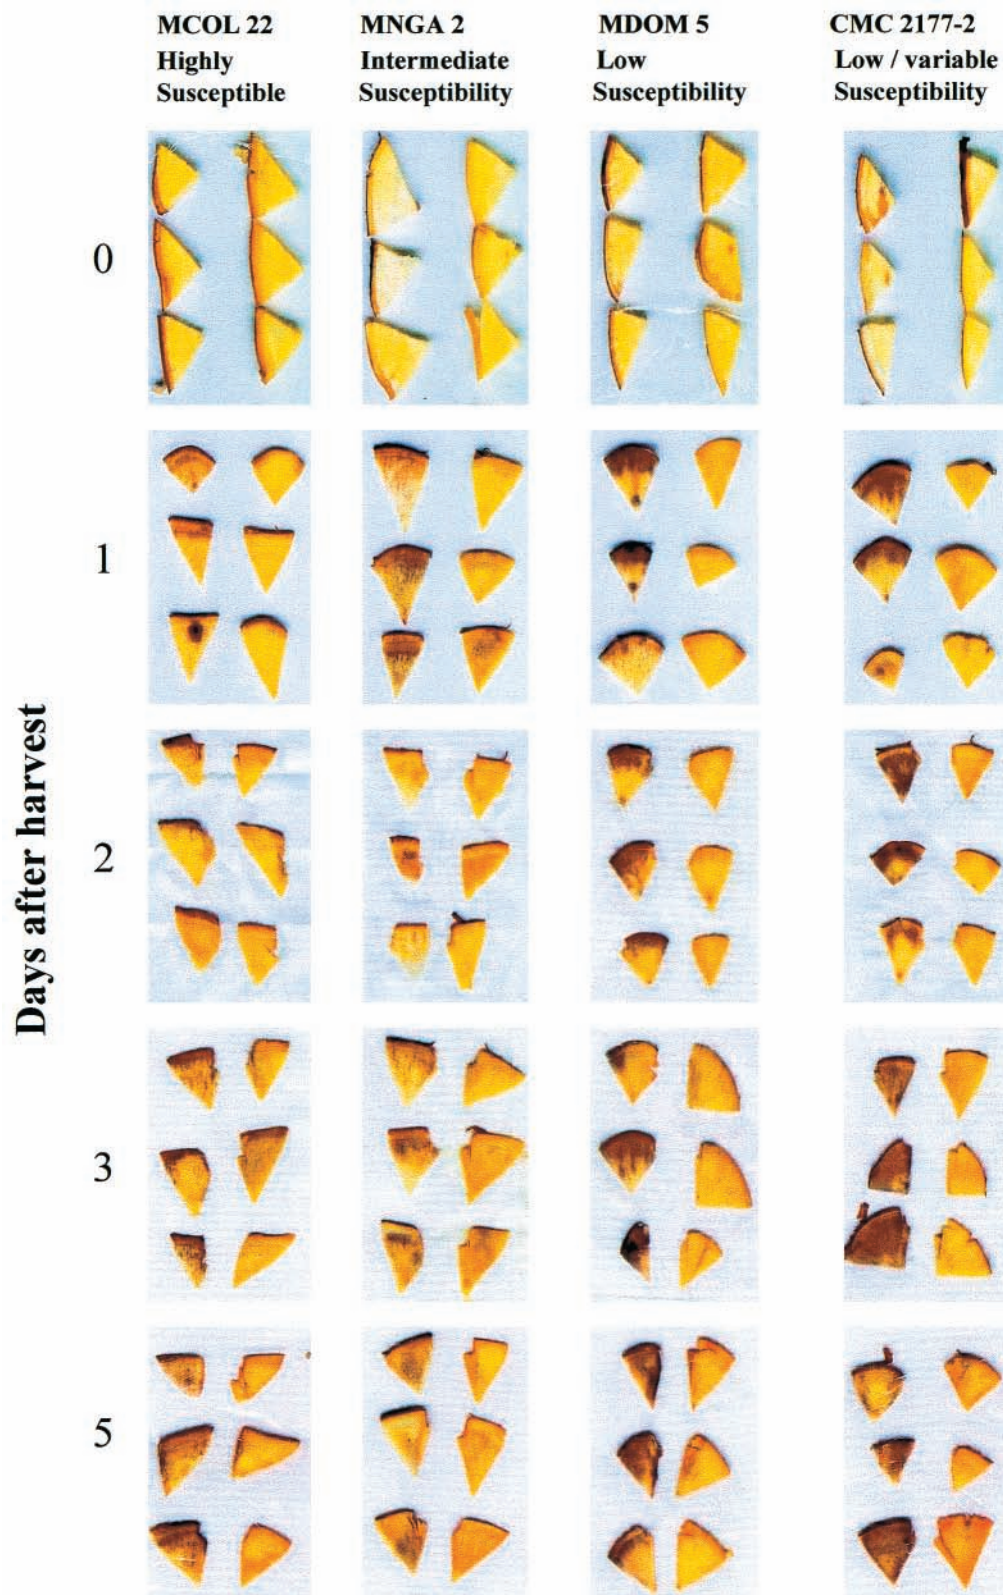 MCOL 22
Highly
Susceptible
MNGA 2
Intermediate
Susceptibility
MDOM 5
Low
Susceptibility
CMC 2177-2
Low / variable
Susceptibility
Days after harvest
0
1
2
3
5